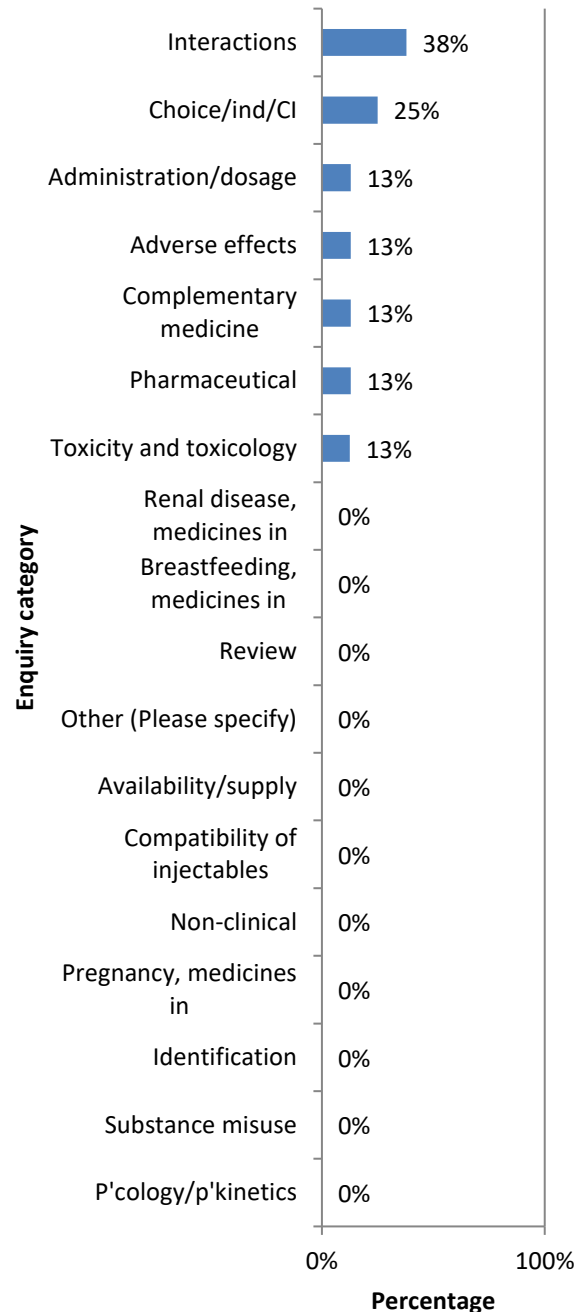 Interactions
38%
Choice/ind/CI
25%
Administration/dosage
13%
Adverse effects
13%
Complementary
medicine
13%
Pharmaceutical
13%
Toxicity and toxicology
13%
Renal disease,
medicines in
0%
Breastfeeding,
medicines in
0%
Review
0%
Other (Please specify)
0%
Availability/supply
0%
Compatibility of
injectables
0%
Non-clinical
0%
Pregnancy, medicines
in
0%
Identification
0%
Substance misuse
0%
P'cology/p'kinetics
0%
Enquiry category
0% 100%
Percentage